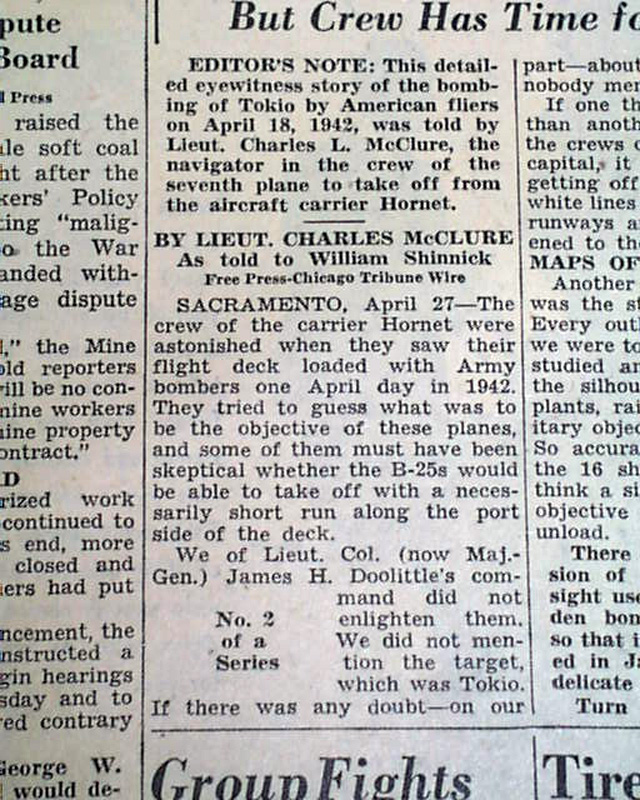 pute
Board
Press
raised the
soft coal
ht after the
kers' Policy
ting "malig-
o the War
anded with-
age dispute
," the Mine
old reporters
ill be no con-
mine workers
ine property
ontract."
D
rized work
continued to
s end, more
closed and
ers had put
ncement, the
nstructed a
gin hearings
sday and to
red contrary
George W.
would de-
But Crew Has Time fo
EDITOR'S NOTE: This detail-
ed eyewitness story of the bomb-
ing of Tokio by American fliers
on April 18, 1942, was told by
Lieut. Charles L. McClure, the
navigator in the crew of the
seventh plane to take off from
the aircraft carrier Hornet.
BY LIEUT. CHARLES McCLURE
As told to William Shinnick
Free Press-Chicago Tribune Wire
SACRAMENTO, April 27—The
crew of the carrier Hornet were
astonished when they saw their
flight deck loaded with Army
bombers one April day in 1942.
They tried to guess what was to
be the objective of these planes,
and some of them must have been
skeptical whether the B-25s would
be able to take off with a neces-
sarily short run along the port
side of the deck.
We of Lieut. Col. (now Maj.-
Gen.) James H. Doolittle's com-
mand did not
enlighten them.
We did not men-
tion the target,
which was Tokio.
No. 2
of a
Series
If there was any doubt—on our
Group Fights
part—about
nobody men
If one th
than anoth
the crews o
capital, it
getting off
white lines
runways a
ened to th
MAPS OF
Another
was the st
Every out
we were to
studied an
the silhou
plants, rai
itary objec
So accura
the 16 sh
think a si
objective
unload.
There
sion of
sight use
den bom
so that i
ed in Ja
delicate
Turn
Tire